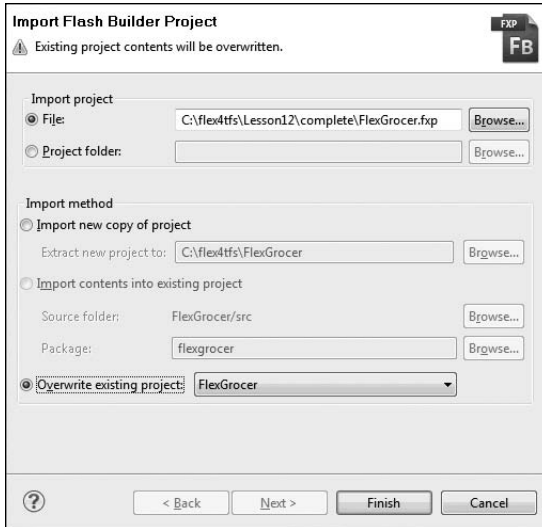 Import Flash Builder Project
Existing project contents will be overwritten.
FXP
FB
Import project
File: C:\flex4tfs\Lesson12\complete\FlexGrocer.fxp Browse...
Project folder: Browse...
Import method
Import new copy of project
Extract new project to: C:\flex4tfs\FlexGrocer Browse...
Import contents into existing project
Source folder: FlexGrocer/src Browse...
Package: flexgrocer Browse...
Overwrite existing project: FlexGrocer
? < Back Next > Finish Cancel